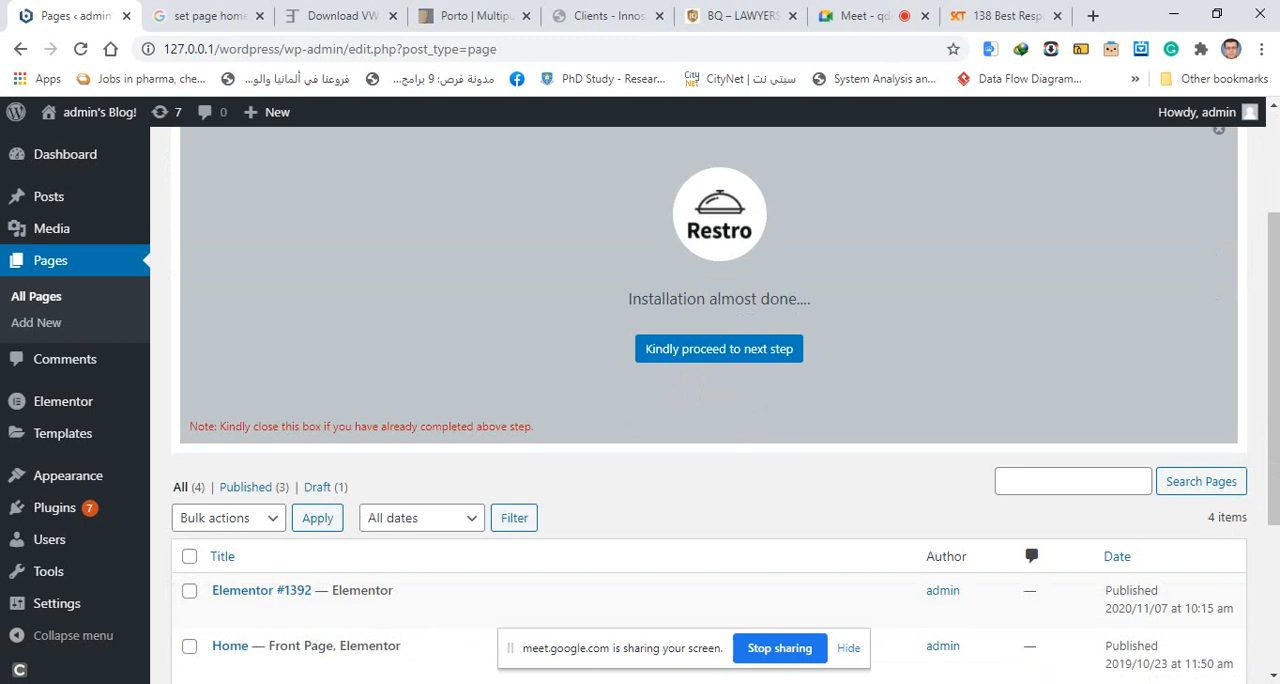 Pages ‹ admin
set page home
Download VW
Porto | Multipu
Clients - Innos
BQ – LAWYERS
Meet - qd
138 Best Resp
127.0.0.1/wordpress/wp-admin/edit.php?post_type=page
Apps
Jobs in pharma, che...
فروعنا في ألمانيا والو...
مدونة فرص: 9 برامج...
PhD Study - Resear...
CityNet | سيتى نت
System Analysis an...
Data Flow Diagram...
»
Other bookmarks
admin's Blog!
7
0
New
Howdy, admin
Dashboard
Posts
Media
Pages
All Pages
Add New
Comments
Elementor
Templates
Appearance
Plugins 7
Users
Tools
Settings
Collapse menu
Restro
Installation almost done....
Kindly proceed to next step
Note: Kindly close this box if you have already completed above step.
All (4) | Published (3) | Draft (1)
Search Pages
Bulk actions
Apply
All dates
Filter
4 items
Title
Author
Date
Elementor #1392 — Elementor
admin
—
Published
2020/11/07 at 10:15 am
Home — Front Page, Elementor
admin
—
Published
2019/10/23 at 11:50 am
meet.google.com is sharing your screen.
Stop sharing
Hide